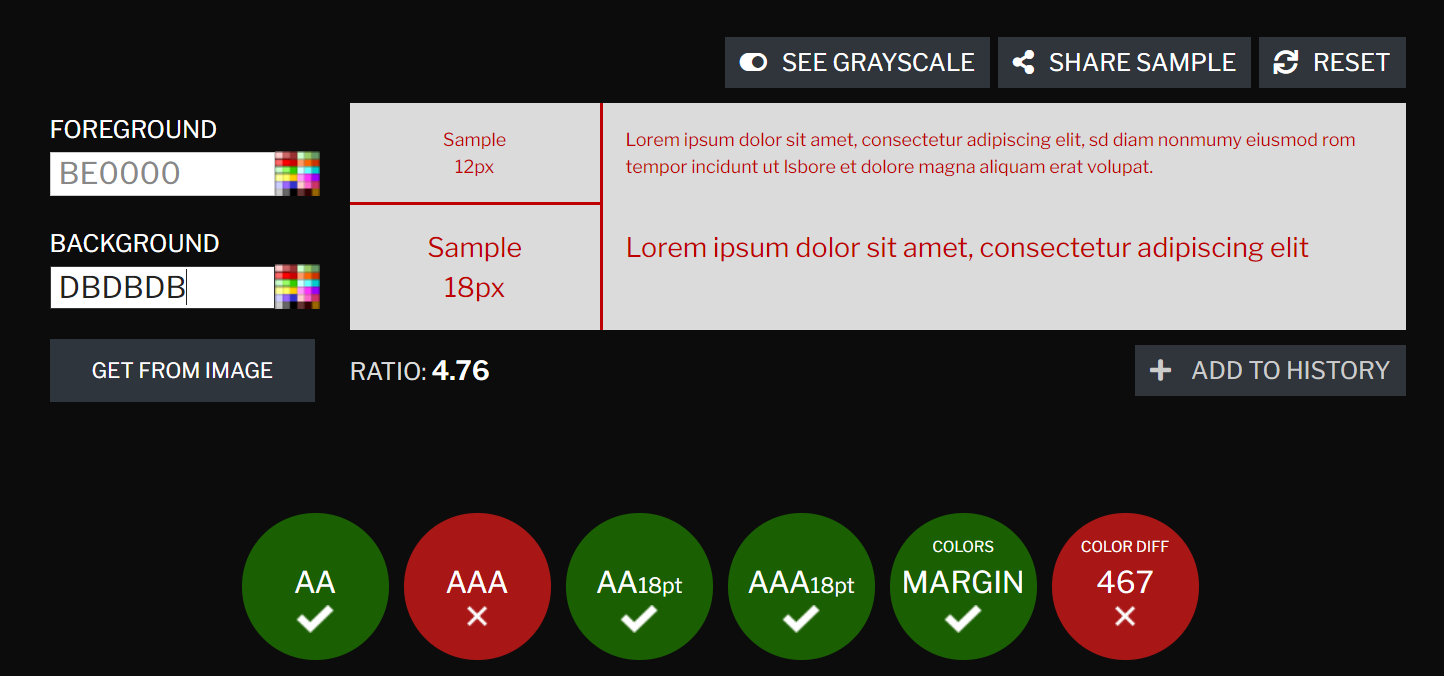 SEE GRAYSCALE
SHARE SAMPLE
RESET
FOREGROUND
BE0000
BACKGROUND
DBDBDB
GET FROM IMAGE
Sample
12px
Lorem ipsum dolor sit amet, consectetur adipiscing elit, sd diam nonmumy eiusmod rom
tempor incidunt ut lsbore et dolore magna aliquam erat volupat.
Sample
18px
Lorem ipsum dolor sit amet, consectetur adipiscing elit
RATIO: 4.76
ADD TO HISTORY
AA
AAA
AA18pt
AAA18pt
COLORS
MARGIN
COLOR DIFF
467